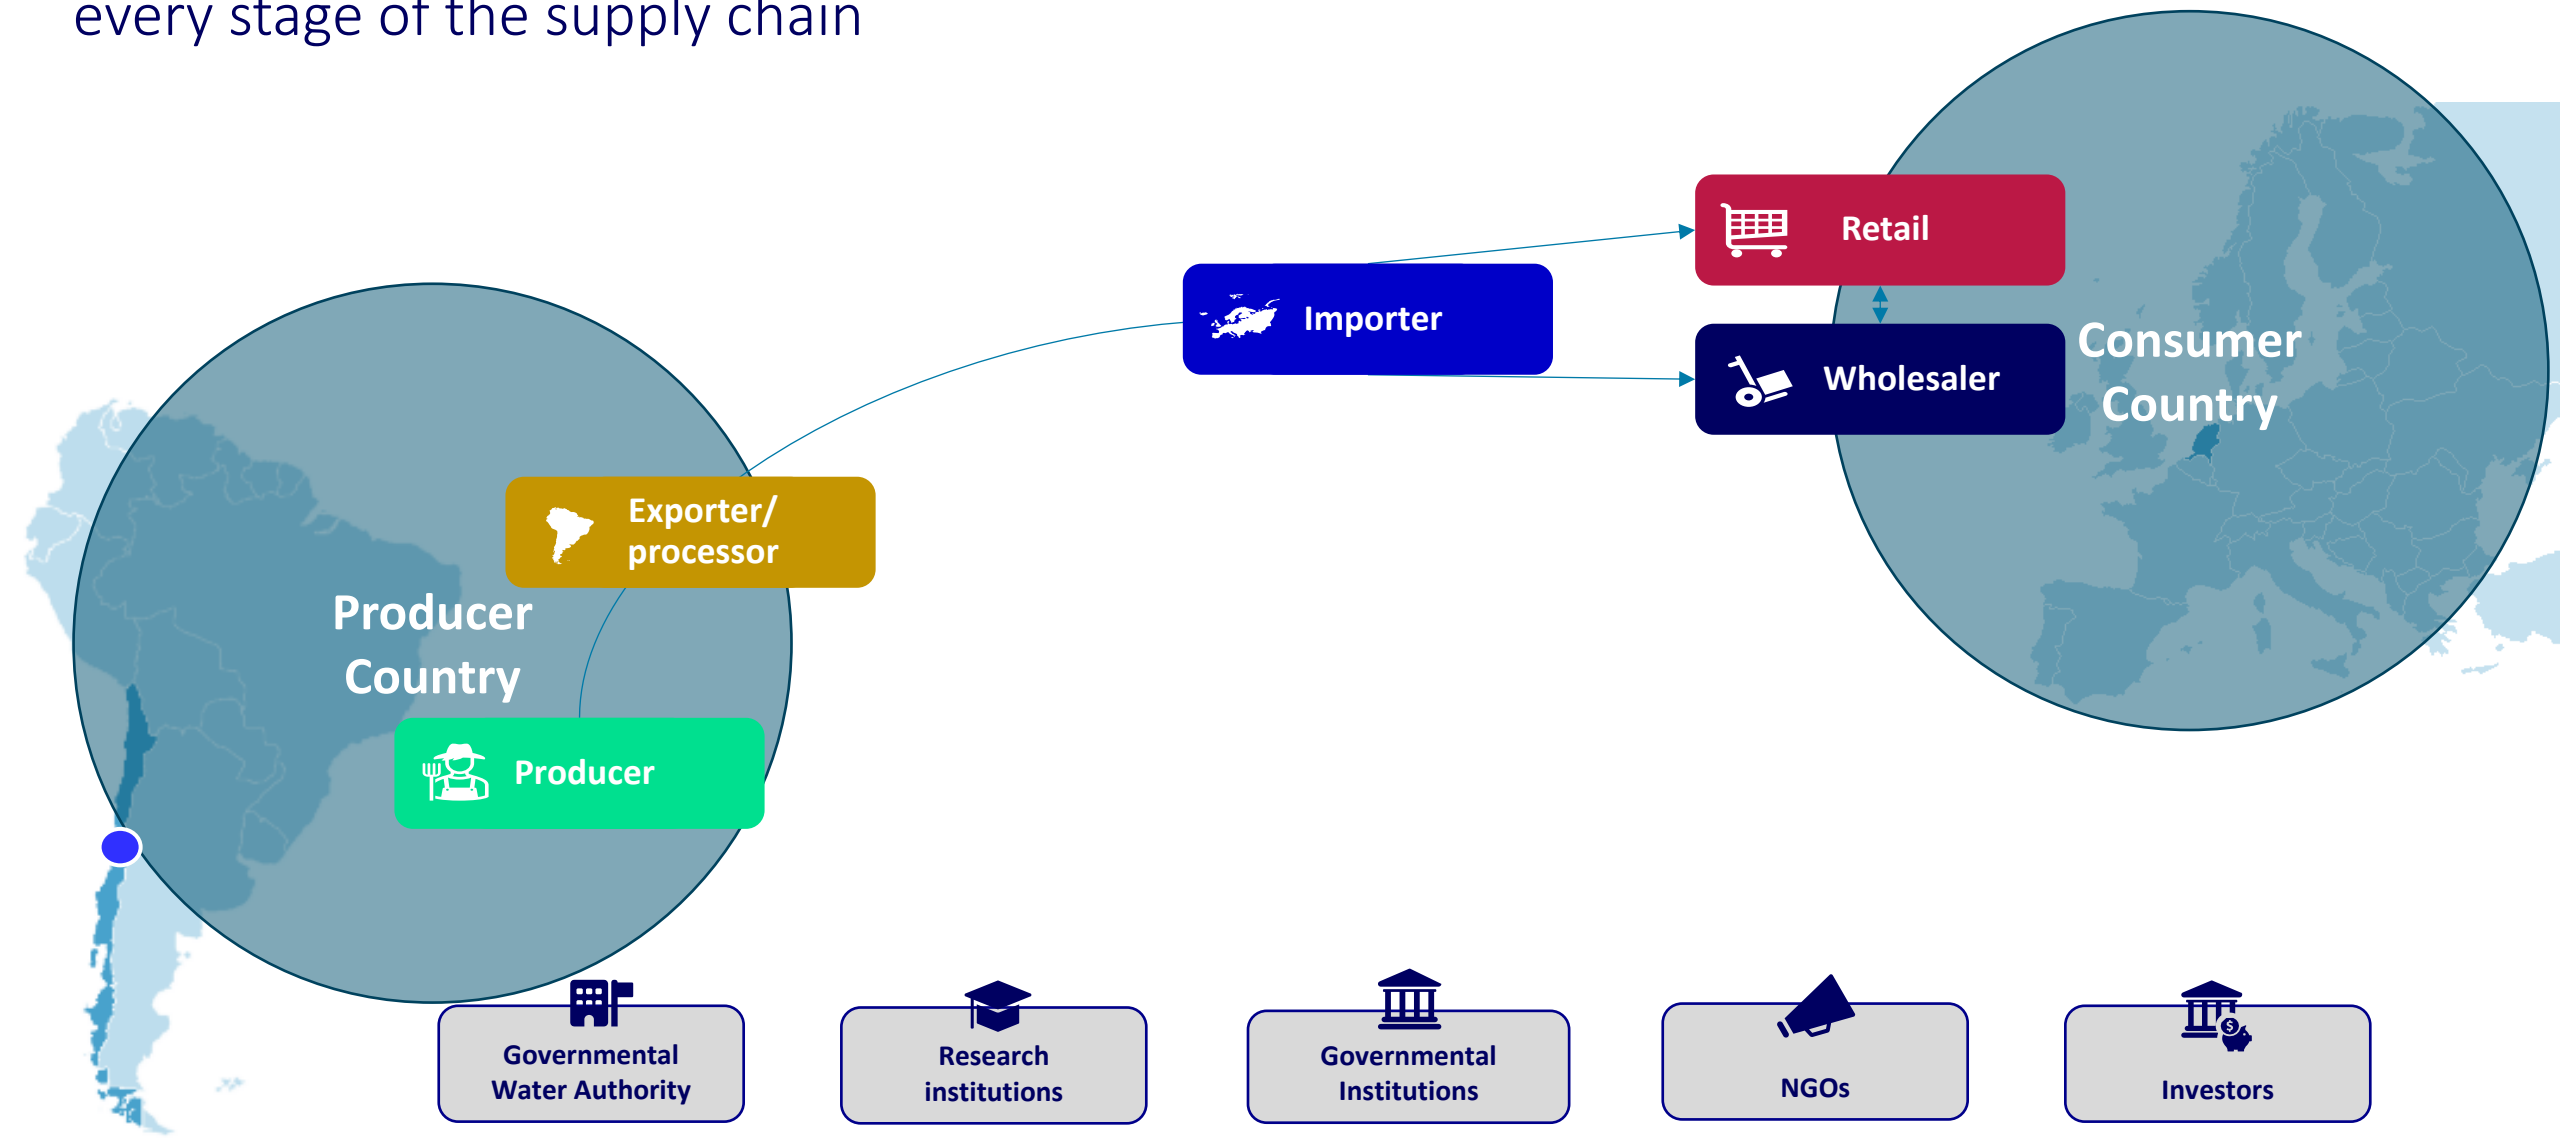 every stage of the supply chain
Retail
Importer
Wholesaler
Consumer
Country
Exporter/
processor
Producer
Country
Producer
Governmental
Water Authority
Research
institutions
Governmental
Institutions
NGOs
Investors